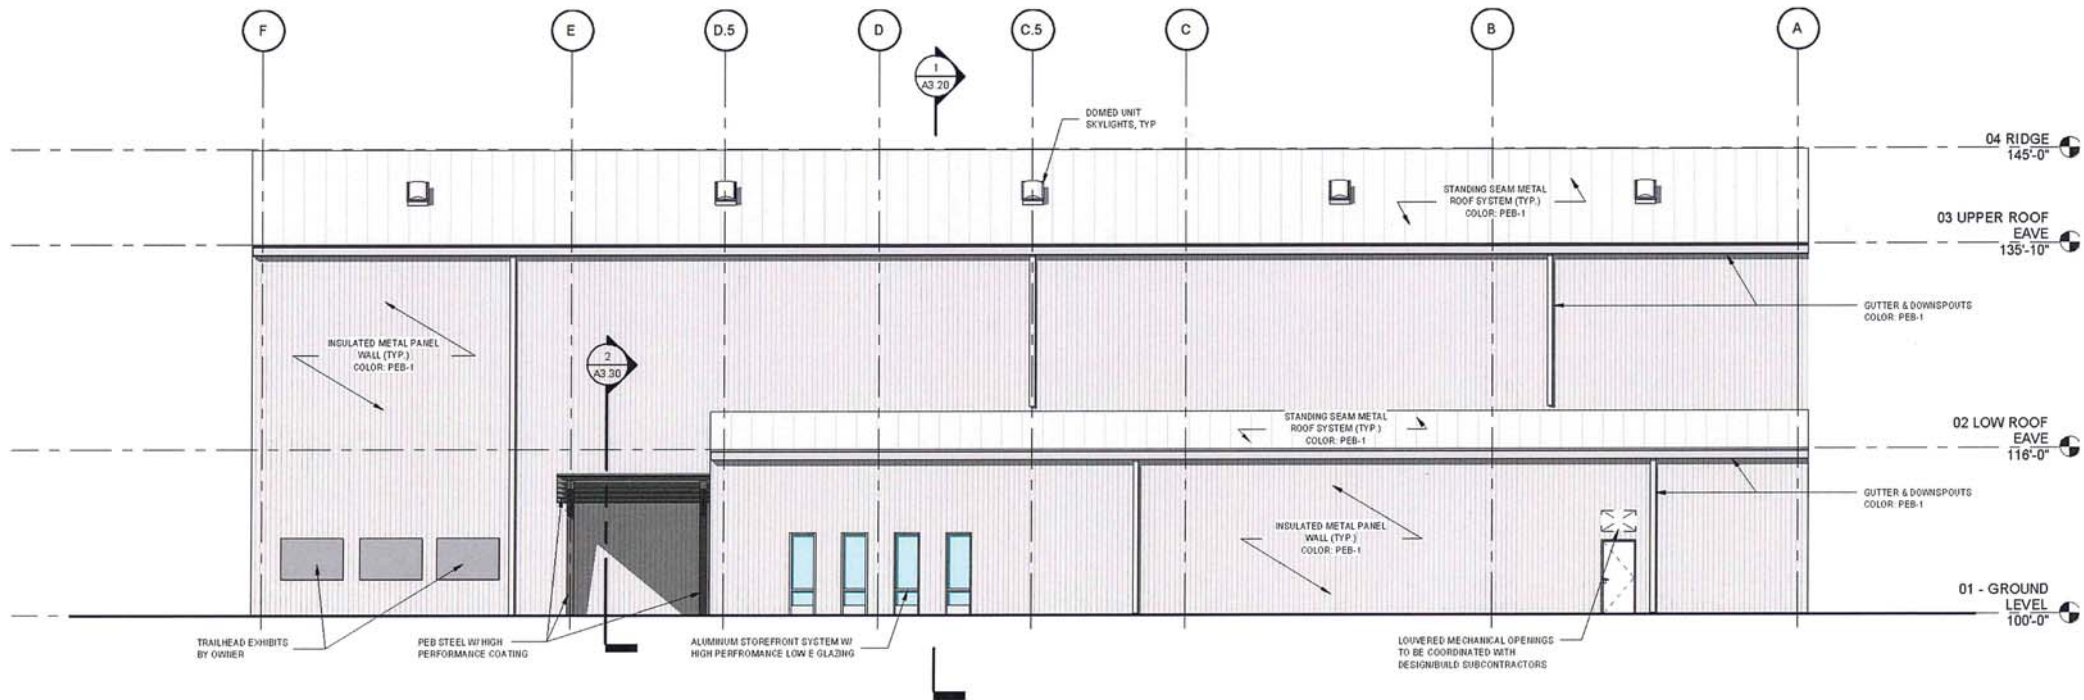 F
E
D.5
D
C.5
C
B
A
1
A3.20
DOMED UNIT
SKYLIGHTS, TYP
04 RIDGE
145'-0"
STANDING SEAM METAL
ROOF SYSTEM (TYP.)
COLOR: PEB-1
03 UPPER ROOF
EAVE
135'-10"
GUTTER & DOWNSPOUTS
COLOR: PEB-1
INSULATED METAL PANEL
WALL (TYP.)
COLOR: PEB-1
2
A3.30
STANDING SEAM METAL
ROOF SYSTEM (TYP.)
COLOR: PEB-1
02 LOW ROOF
EAVE
116'-0"
GUTTER & DOWNSPOUTS
COLOR: PEB-1
INSULATED METAL PANEL
WALL (TYP.)
COLOR: PEB-1
01 - GROUND
LEVEL
100'-0"
TRAILHEAD EXHIBITS
BY OWNER
PEB STEEL W/ HIGH
PERFORMANCE COATING
ALUMINUM STOREFRONT SYSTEM W/
HIGH PERFROMANCE LOW E GLAZING
LOUVERED MECHANICAL OPENINGS
TO BE COORDINATED WITH
DESIGN/BUILD SUBCONTRACTORS